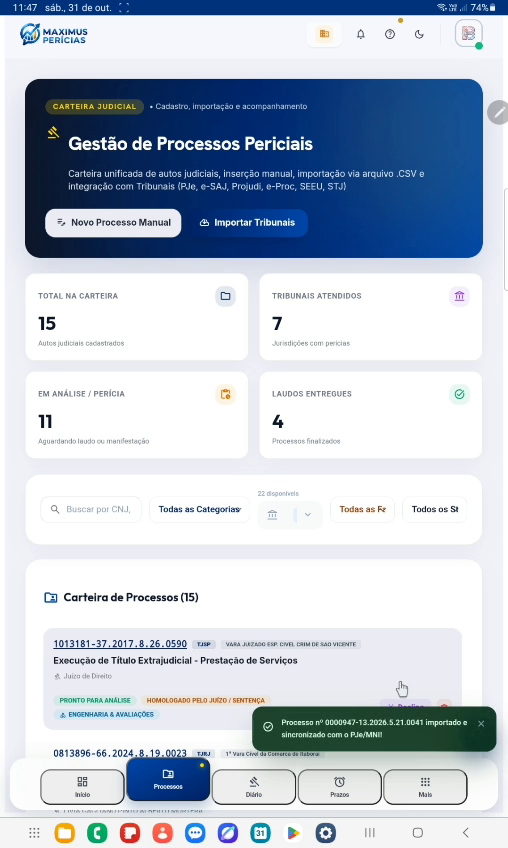 11:47 sáb., 31 de out.
74%
MAXIMUS
PERÍCIAS
CARTEIRA JUDICIAL • Cadastro, importação e acompanhamento
Gestão de Processos Periciais
Carteira unificada de autos judiciais, inserção manual, importação via arquivo .CSV e
integração com Tribunais (PJe, e-SAJ, Projudi, e-Proc, SEEU, STJ)
Novo Processo Manual
Importar Tribunais
TOTAL NA CARTEIRA
15
Autos judiciais cadastrados
TRIBUNAIS ATENDIDOS
7
Jurisdições com perícias
EM ANÁLISE / PERÍCIA
11
Aguardando laudo ou manifestação
LAUDOS ENTREGUES
4
Processos finalizados
Buscar por CNJ,
Todas as Categorias
22 disponíveis
Todas as Fa
Todos os St
Carteira de Processos (15)
1013181-37.2017.8.26.0590 TJSP VARA JUIZADO ESP. CIVEL CRIM DE SAO VICENTE
Execução de Título Extrajudicial - Prestação de Serviços
Juízo de Direito
PRONTO PARA ANÁLISE HOMOLOGADO PELO JUÍZO / SENTENÇA
ENGENHARIA & AVALIAÇÕES
Processo nº 0000947-13.2026.5.21.0041 importado e
sincronizado com o PJe/MNI!
0813896-66.2024.8.19.0023 TJRJ 1ª Vara Cível da Comarca de Itaboraí
Início
Processos
Diário
Prazos
Mais
31